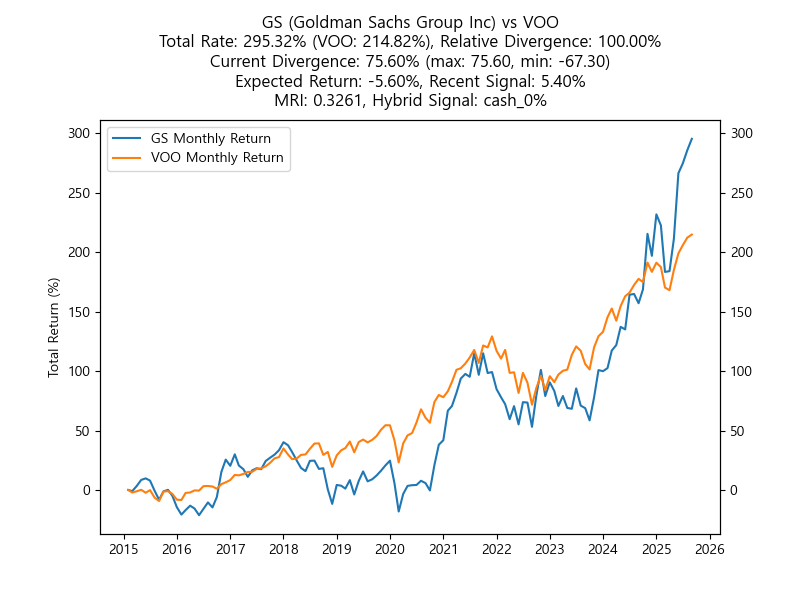 GS (Goldman Sachs Group Inc) vs VOO
Total Rate: 295.32% (VOO: 214.82%), Relative Divergence: 100.00%
Current Divergence: 75.60% (max: 75.60, min: -67.30)
Expected Return: -5.60%, Recent Signal: 5.40%
MRI: 0.3261, Hybrid Signal: cash_0%
GS Monthly Return
VOO Monthly Return
Total Return (%)
300
250
200
150
100
50
0
300
250
200
150
100
50
0
2015 2016 2017 2018 2019 2020 2021 2022 2023 2024 2025 2026